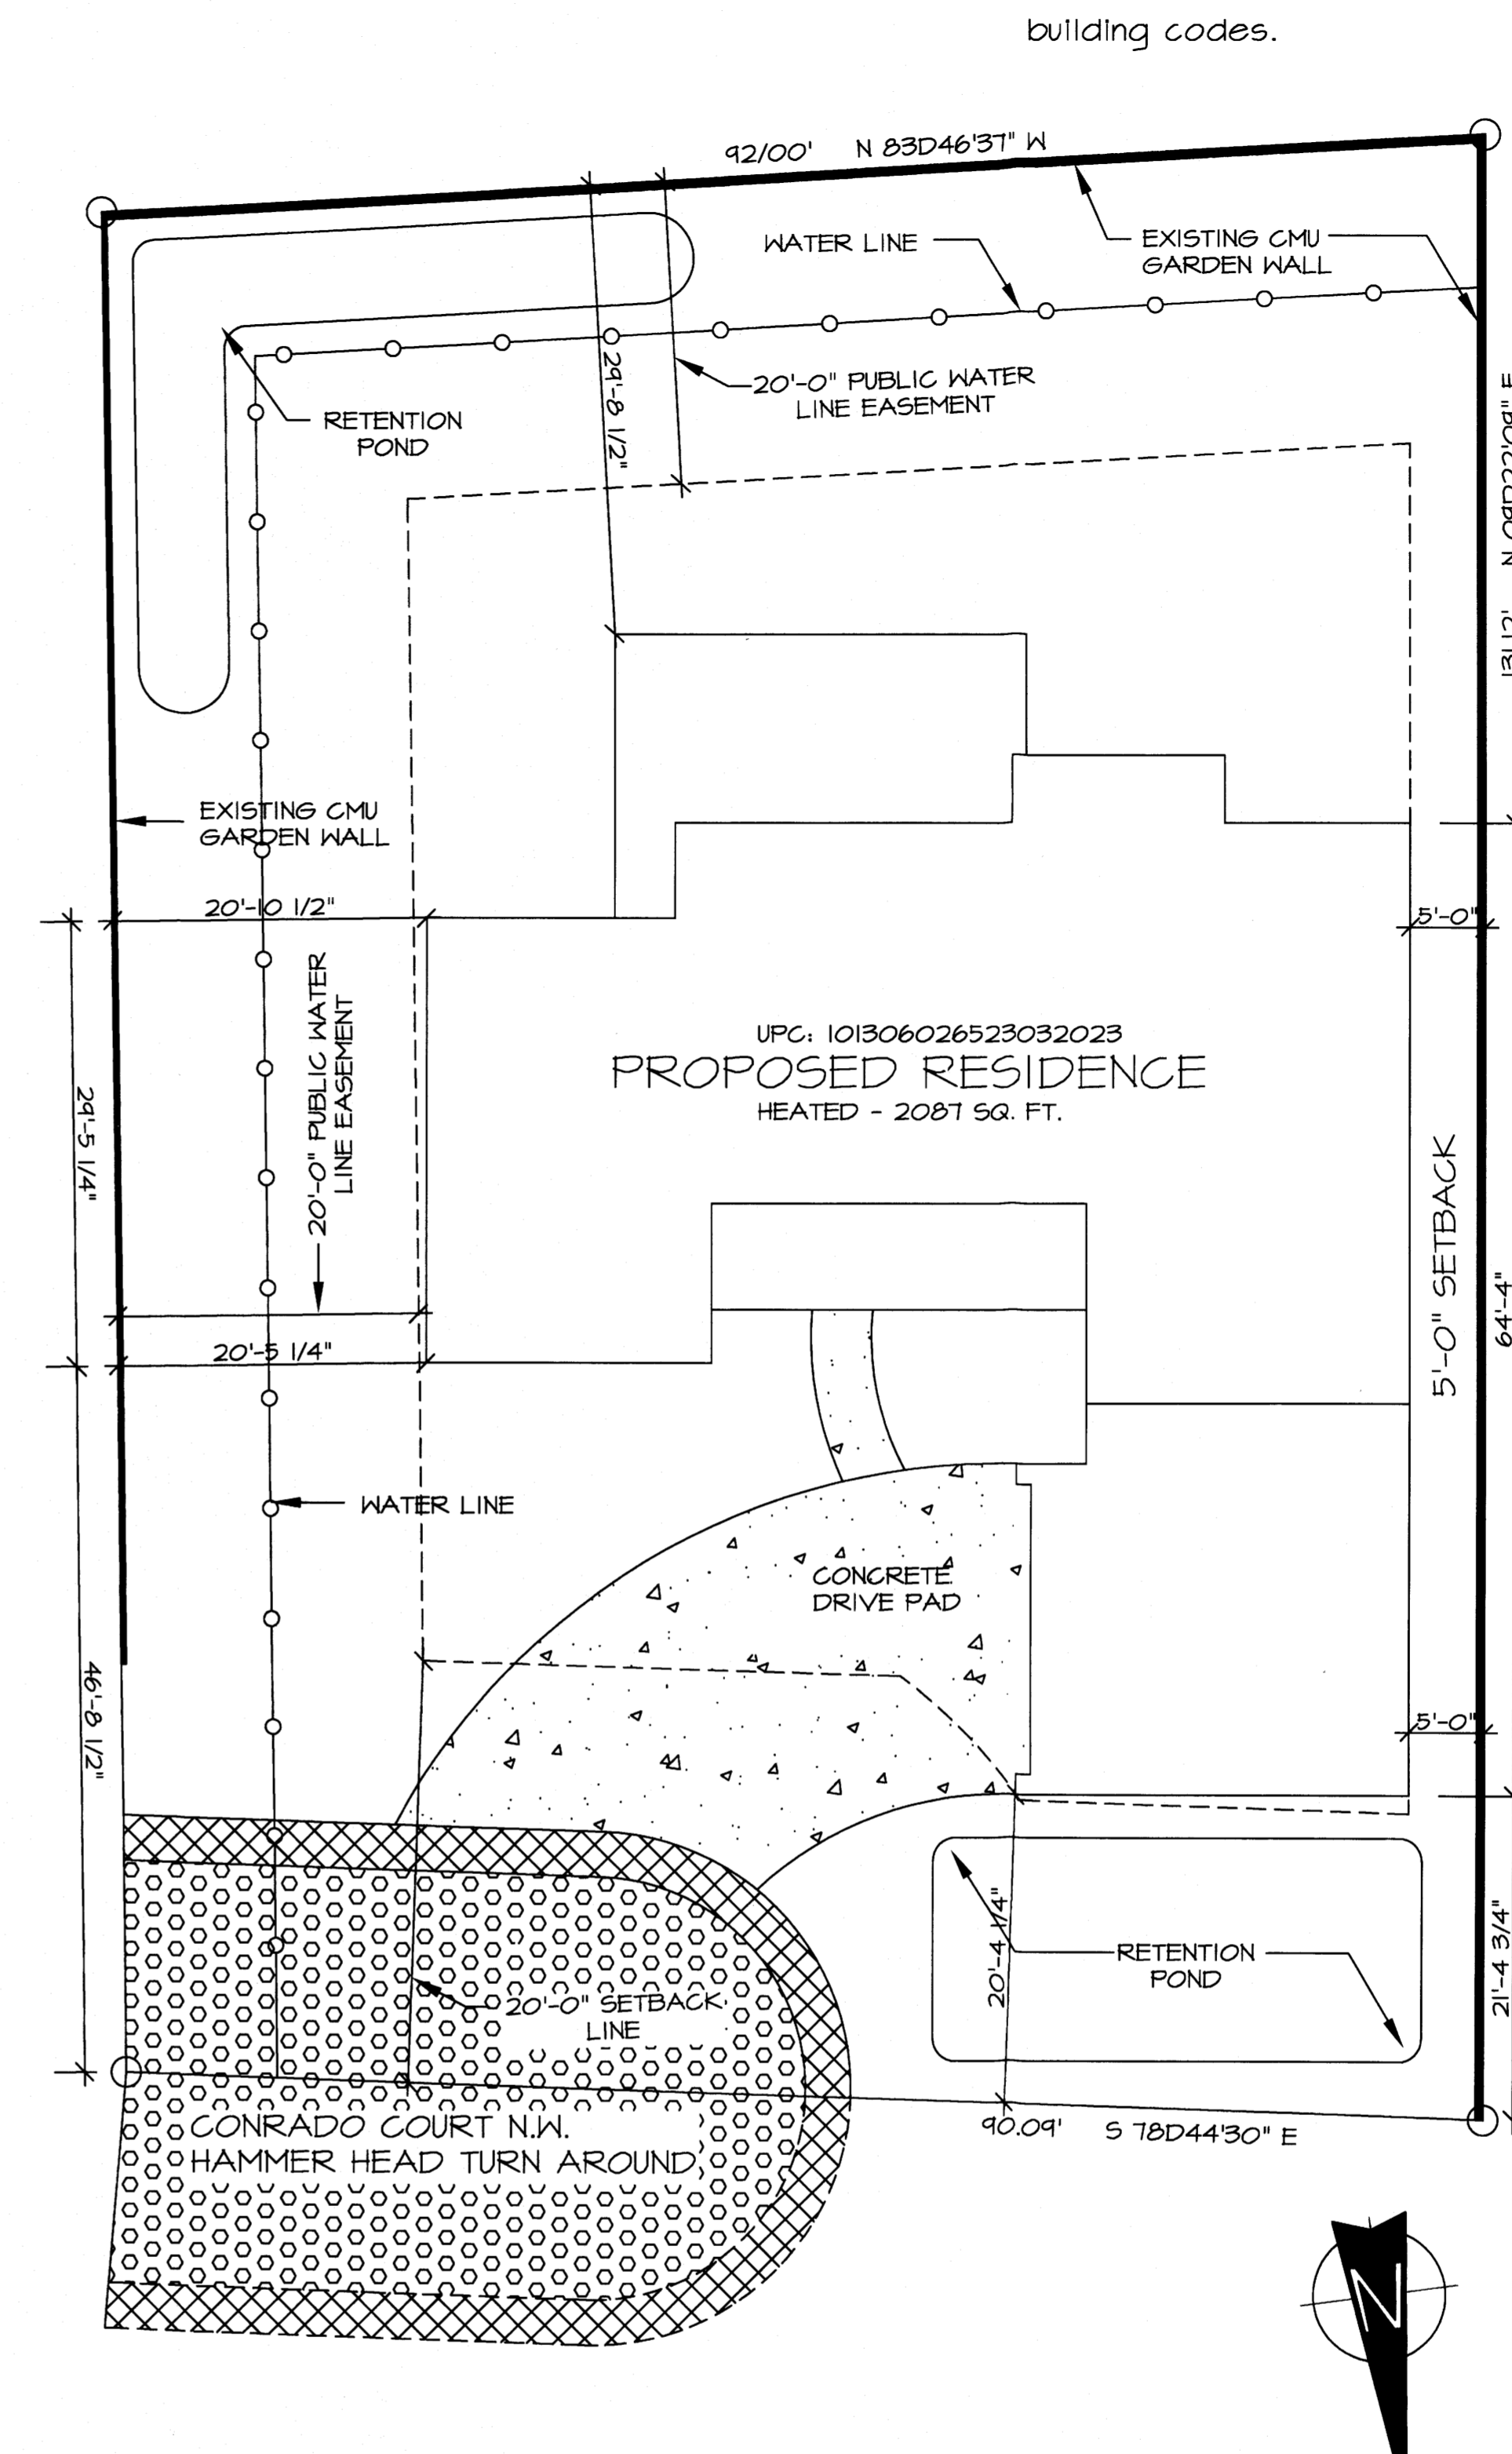 building codes.
92/00' N 83D46'37" W
WATER LINE
EXISTING CMU
GARDEN WALL
29'-8 1/2"
20'-0" PUBLIC WATER
LINE EASEMENT
RETENTION
POND
131.12'
EXISTING CMU
GARDEN WALL
20'-10 1/2"
5'-0"
20'-0" PUBLIC WATER
LINE EASEMENT
UPC: 101306026523032023
PROPOSED RESIDENCE
HEATED - 2087 SQ. FT.
29'-5 1/4"
5'-0" SETBACK
64'-4"
20'-5 1/4"
WATER LINE
CONCRETE
DRIVE PAD
46'-8 1/2"
5'-0"
20'-4 1/4"
RETENTION
POND
21'-4 3/4"
20'-0" SETBACK
LINE
CONRADO COURT N.W.
HAMMER HEAD TURN AROUND
90.09' S 78D44'30" E
N